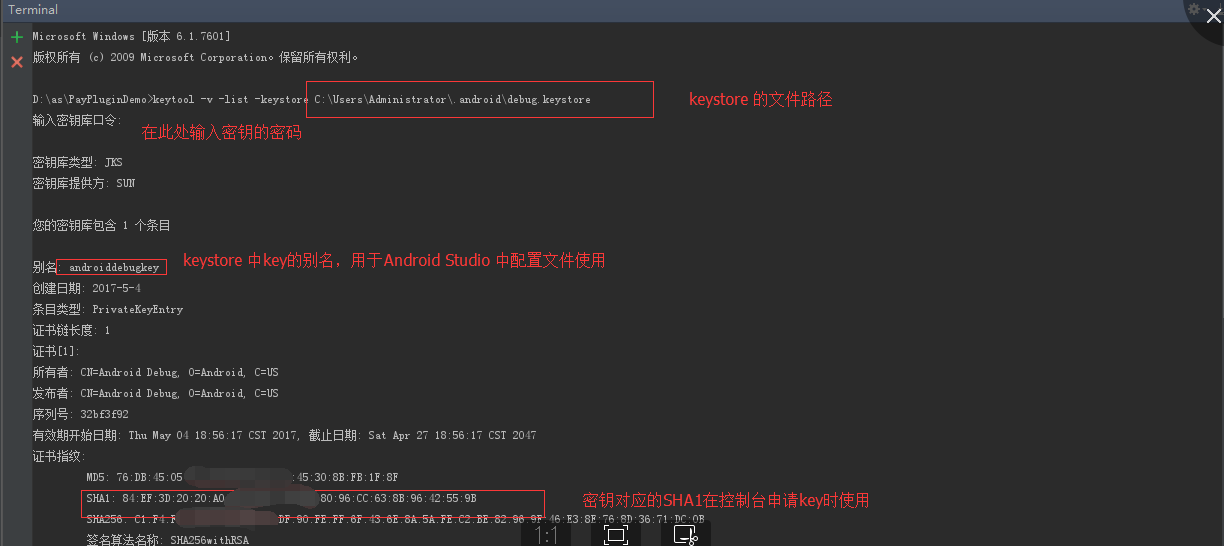 Terminal
Microsoft Windows [版本 6.1.7601]
版权所有 (c) 2009 Microsoft Corporation。保留所有权利。
D:\as\PayPluginDemo>keytool -v -list -keystore C:\Users\Administrator\.android\debug.keystore
keystore 的文件路径
输入密钥库口令:
在此处输入密钥的密码
密钥库类型: JKS
密钥库提供方: SUN
您的密钥库包含 1 个条目
别名: androiddebugkey
keystore 中key的别名，用于Android Studio 中配置文件使用
创建日期: 2017-5-4
条目类型: PrivateKeyEntry
证书链长度: 1
证书[1]:
所有者: CN=Android Debug, O=Android, C=US
发布者: CN=Android Debug, O=Android, C=US
序列号: 32bf3f92
有效期开始日期: Thu May 04 18:56:17 CST 2017, 截止日期: Sat Apr 27 18:56:17 CST 2047
证书指纹:
MD5: 76:DB:45:05 :45:30:8B:FB:1F:8F
SHA1: 84:EF:3D:20:20:A0 80:96:CC:63:8B:96:42:55:9B
密钥对应的SHA1在控制台申请key时使用
SHA256: C1:F4: DF:90:FE:FF:6F:43:6E:8A:5A:FE:C2:BE:82:96:9F:46:E3:8E:76:8D:36:71:DC:0B
1:1
签名算法名称: SHA256withRSA